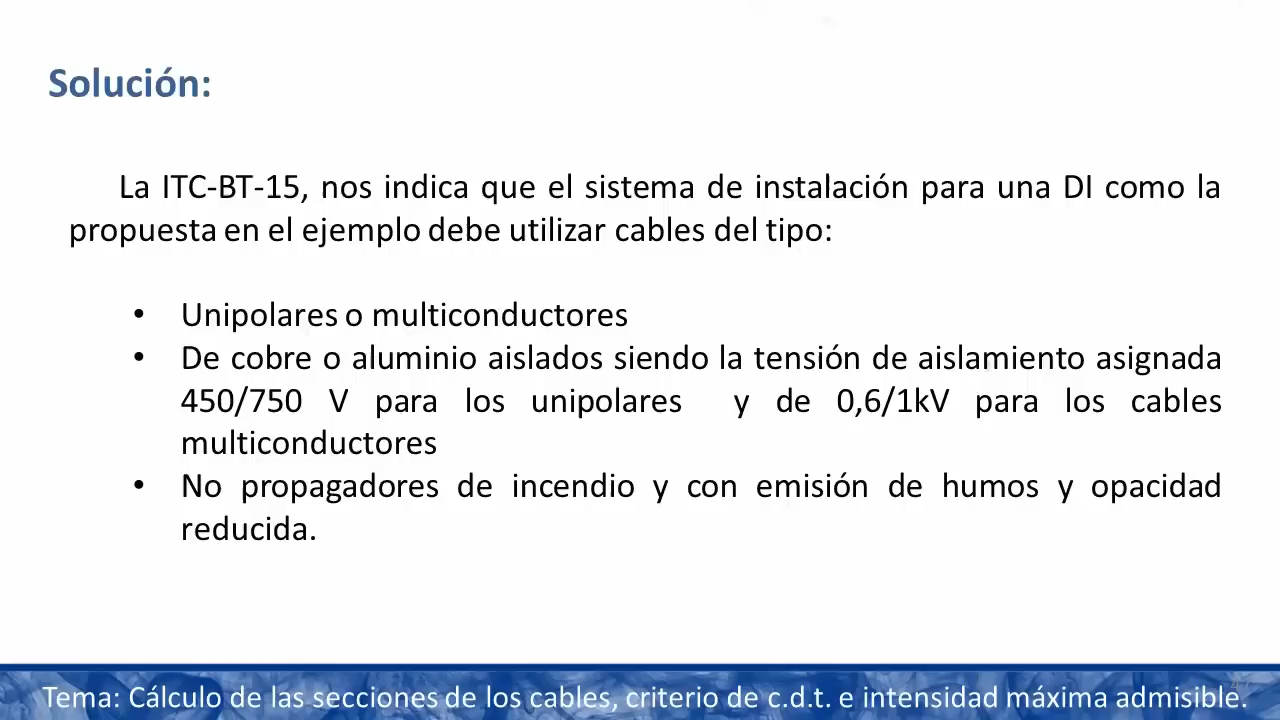 Solución:
La ITC-BT-15, nos indica que el sistema de instalación para una DI como la
propuesta en el ejemplo debe utilizar cables del tipo:
• Unipolares o multiconductores
• De cobre o aluminio aislados siendo la tensión de aislamiento asignada
450/750 V para los unipolares y de 0,6/1kV para los cables
multiconductores
• No propagadores de incendio y con emisión de humos y opacidad
reducida.
Tema: Cálculo de las secciones de los cables, criterio de c.d.t. e intensidad máxima admisible.